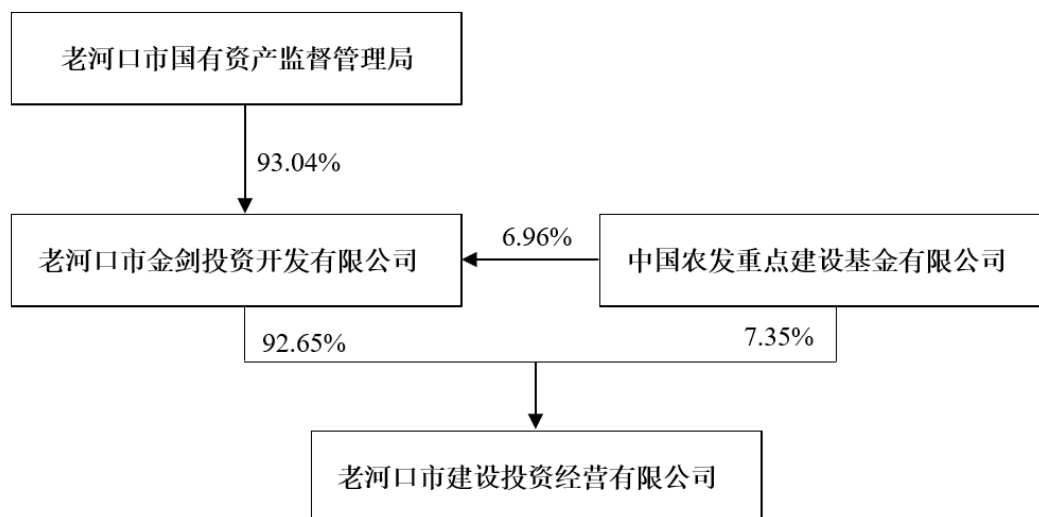 老河口市国有资产监督管理局
93.04%
老河口市金剑投资开发有限公司
6.96%
中国农发重点建设基金有限公司
92.65%
7.35%
老河口市建设投资经营有限公司